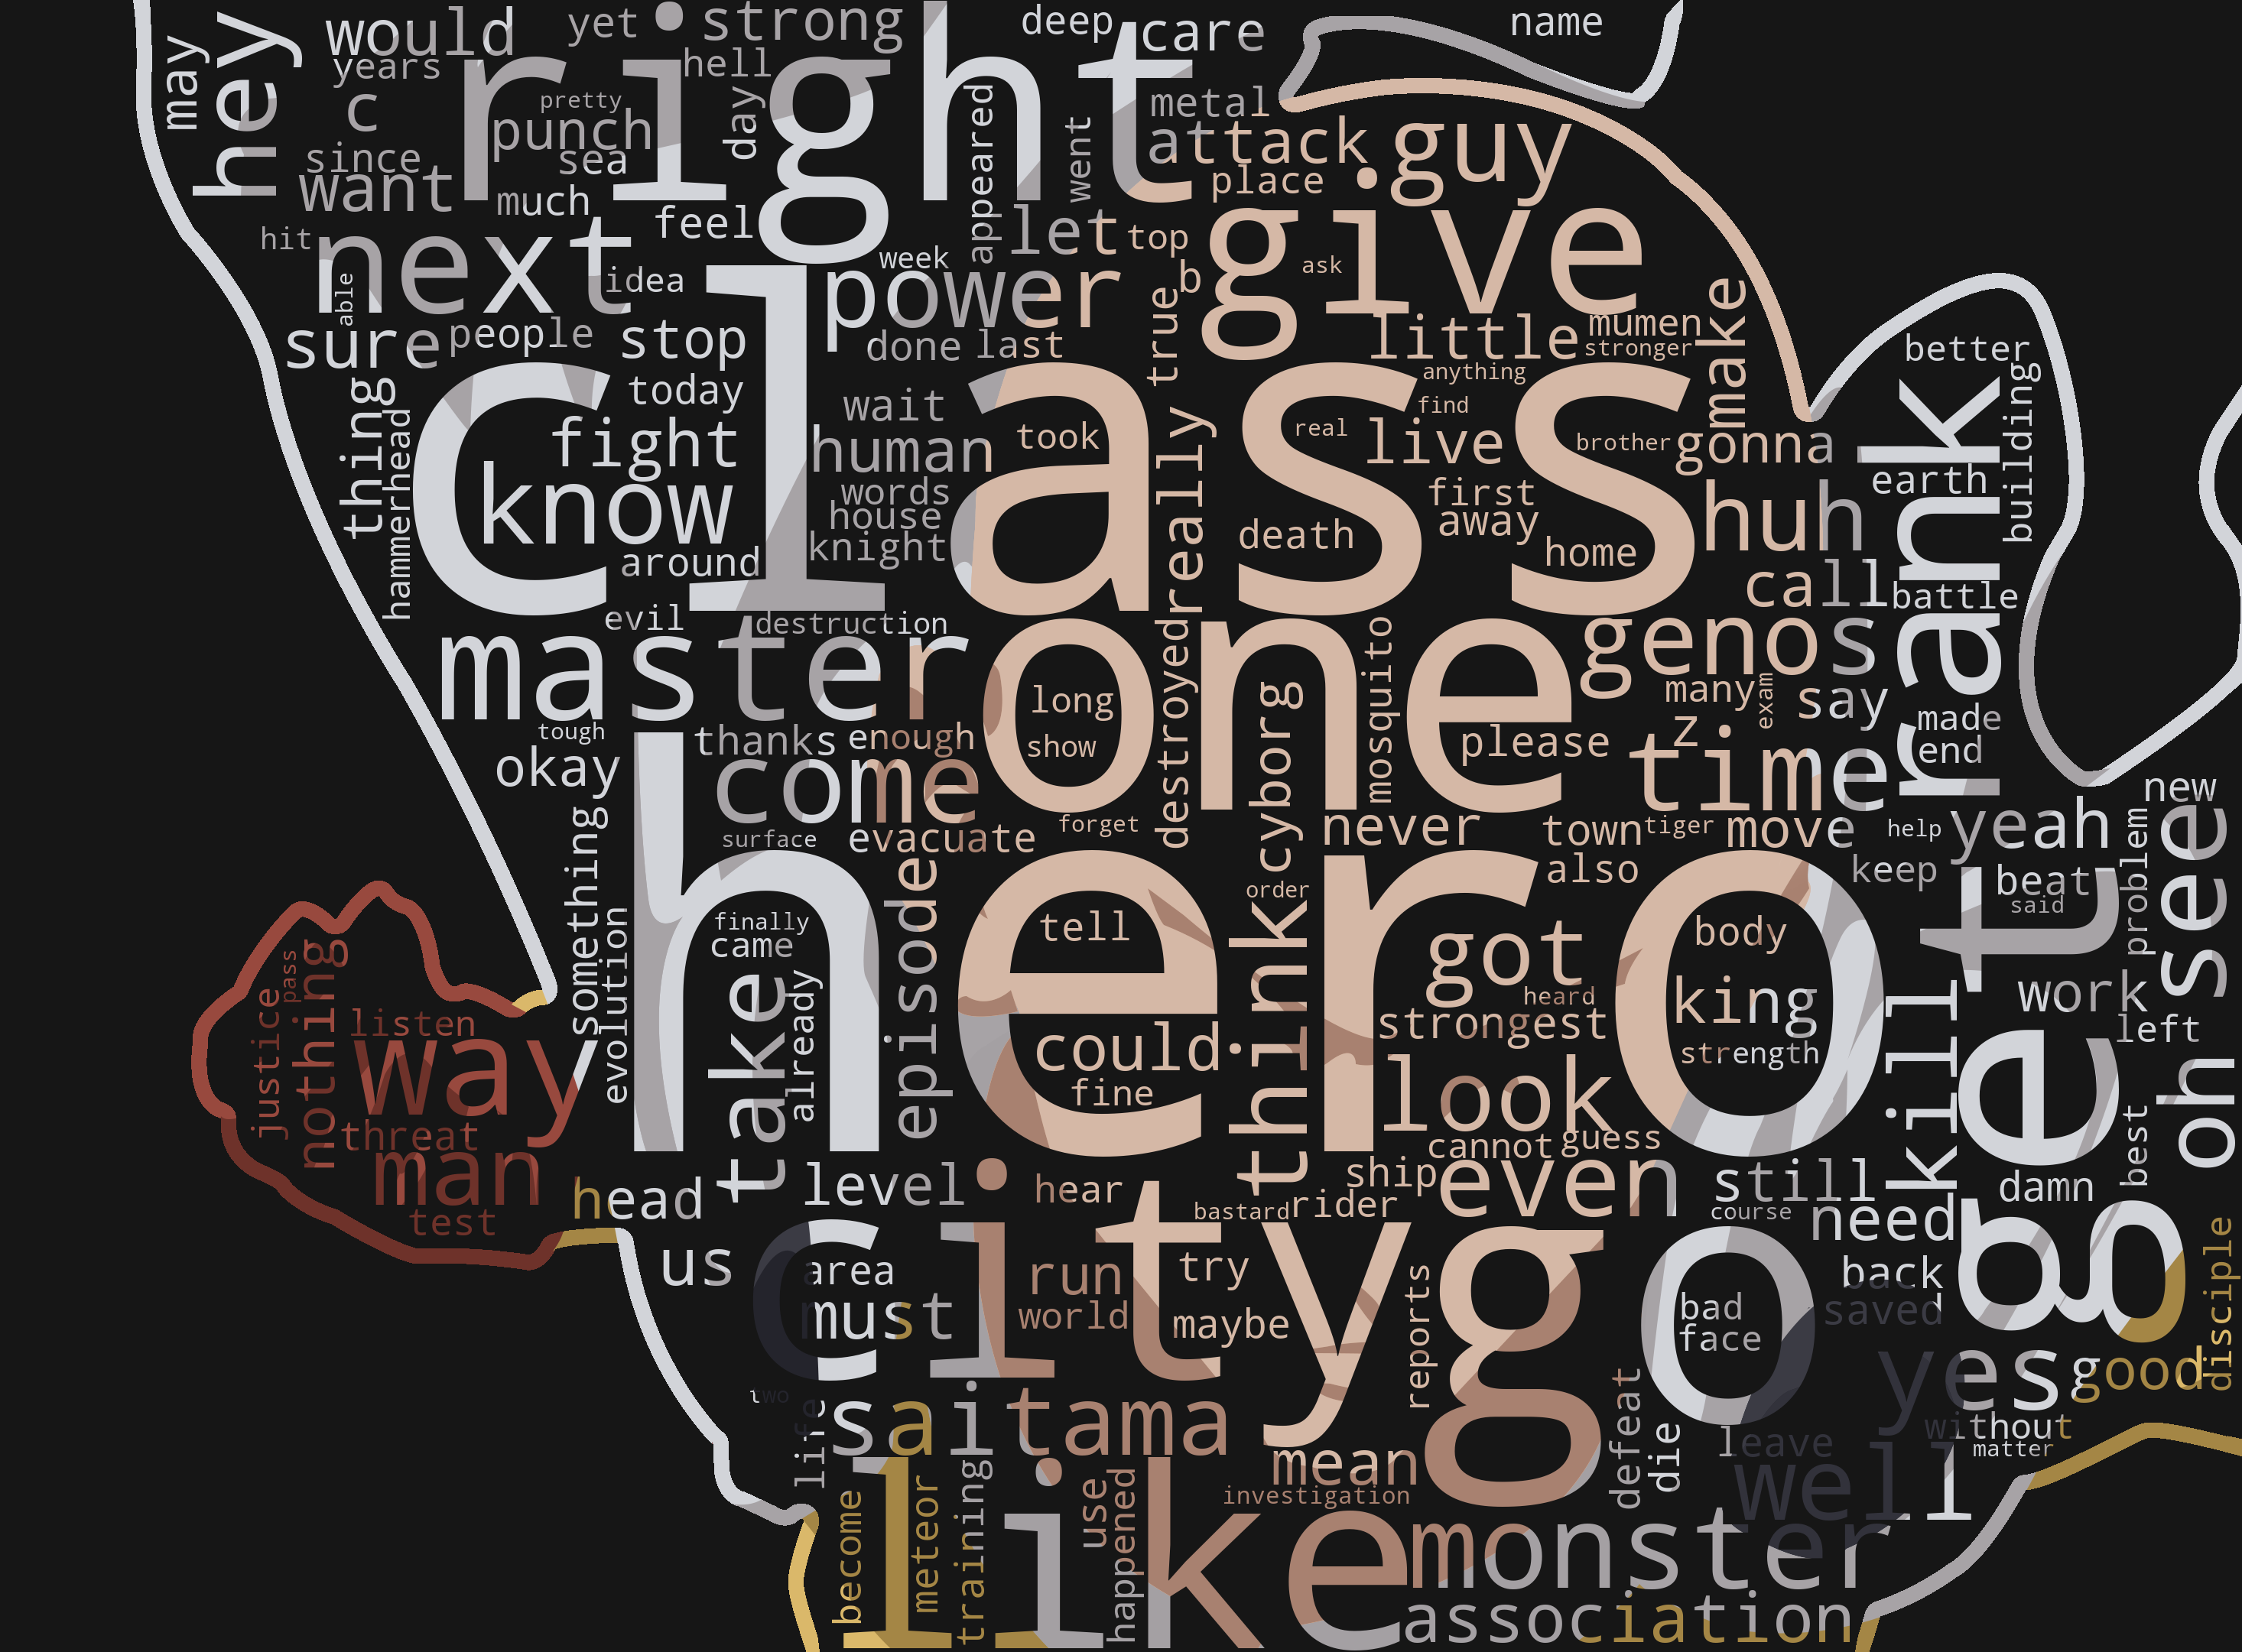 may
hey
would
years
yet
strong
hell
deep
care
name
c
right
pretty
punch
day
metal
since
sea
want
much
appeared
went
attack
guy
place
hit
next
able
idea
feel
week
let
top
b
give
ask
power
sure
people
stop
done
last
true
little
mumen
stronger
make
better
thing
hammerhead
today
class
wait
took
anything
find
fight
know
human
words
house
knight
around
really
real
live
brother
gonna
first
away
death
home
huh
earth
building
rank
call
battle
evil
destruction
master
one
long
show
destroyed
mosquito
genos
many
exam
say
z
made
end
tough
okay
thanks
enough
come
surface
evacuate
forget
cyborg
please
time
never
town
tiger
move
help
yeah
new
problem
see
something
evolution
hero
finally
came
take
already
episode
tell
could
fine
order
think
also
got
heard
strongest
look
cannot
guess
body
king
strength
keep
beat
said
get
work
left
kill
oh
best
justice
pass
nothing
listen
way
threat
man
test
head
level
hear
bastard
rider
ship
even
still
course
need
damn
us
city
area
must
run
world
try
maybe
reports
go
bad
face
back
saved
good
disciple
two
life
saitama
mean
investigation
defeat
die
leave
yes
without
matter
well
become
meteor
training
like
use
happened
monster
association